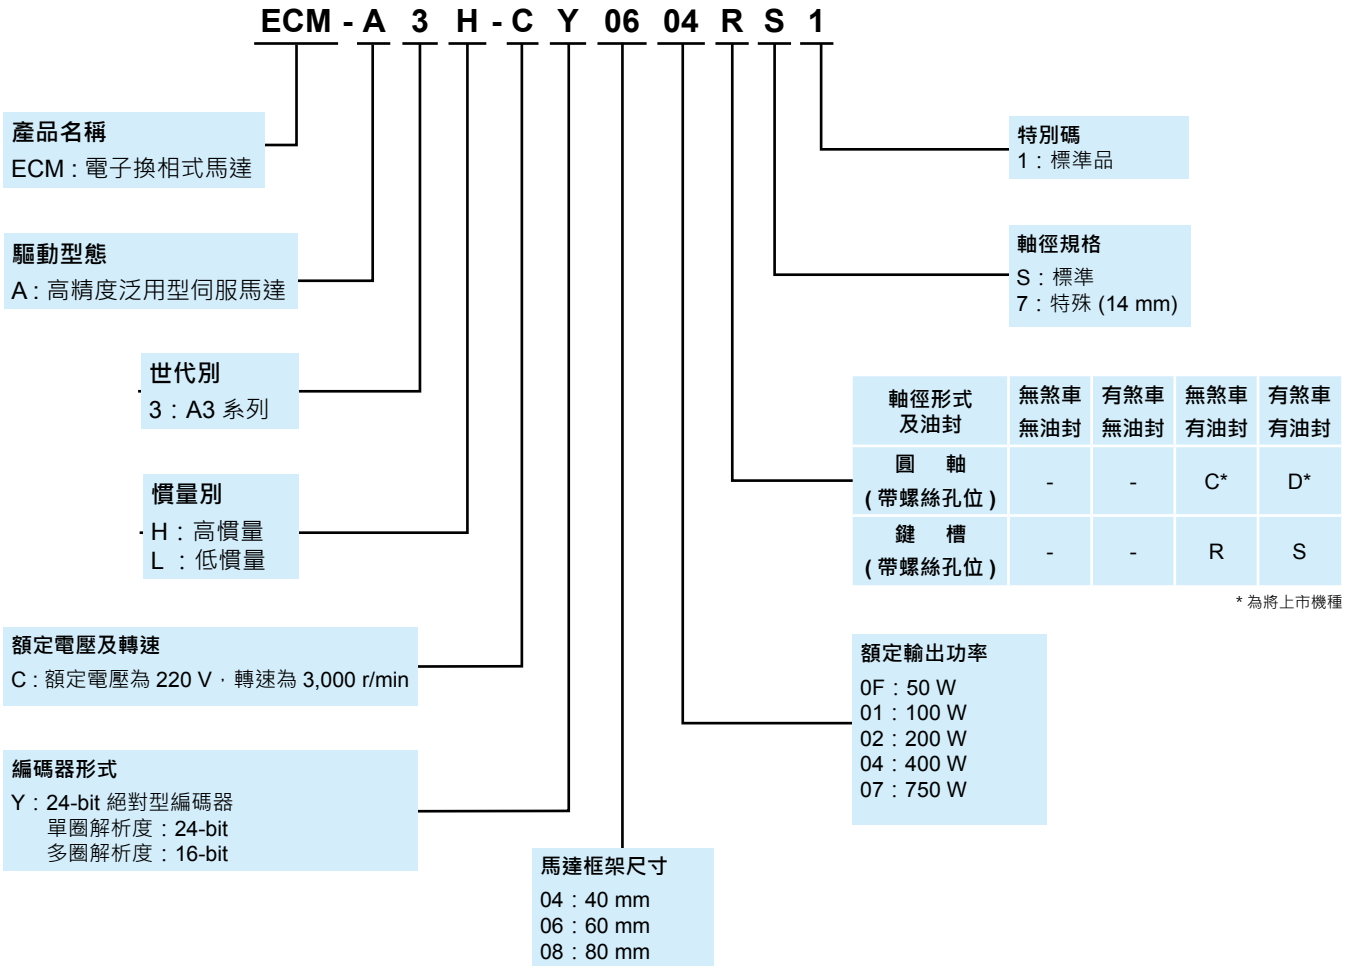 ECM - A 3 H - C Y 06 04 R S 1
產品名稱
ECM : 電子換相式馬達
驅動型態
A : 高精度泛用型伺服馬達
世代別
3 : A3 系列
慣量別
H : 高慣量
L : 低慣量
額定電壓及轉速
C : 額定電壓為 220 V，轉速為 3,000 r/min
編碼器形式
Y : 24-bit 絕對型編碼器
單圈解析度 : 24-bit
多圈解析度 : 16-bit
馬達框架尺寸
04 : 40 mm
06 : 60 mm
08 : 80 mm
特別碼
1 : 標準品
軸徑規格
S : 標準
7 : 特殊 (14 mm)
軸徑形式 無煞車 有煞車 無煞車 有煞車
及油封 無油封 無油封 有油封 有油封
圓 軸
( 帶螺絲孔位 ) - - C* D*
鍵 槽
( 帶螺絲孔位 ) - - R S
* 為將上市機種
額定輸出功率
0F : 50 W
01 : 100 W
02 : 200 W
04 : 400 W
07 : 750 W